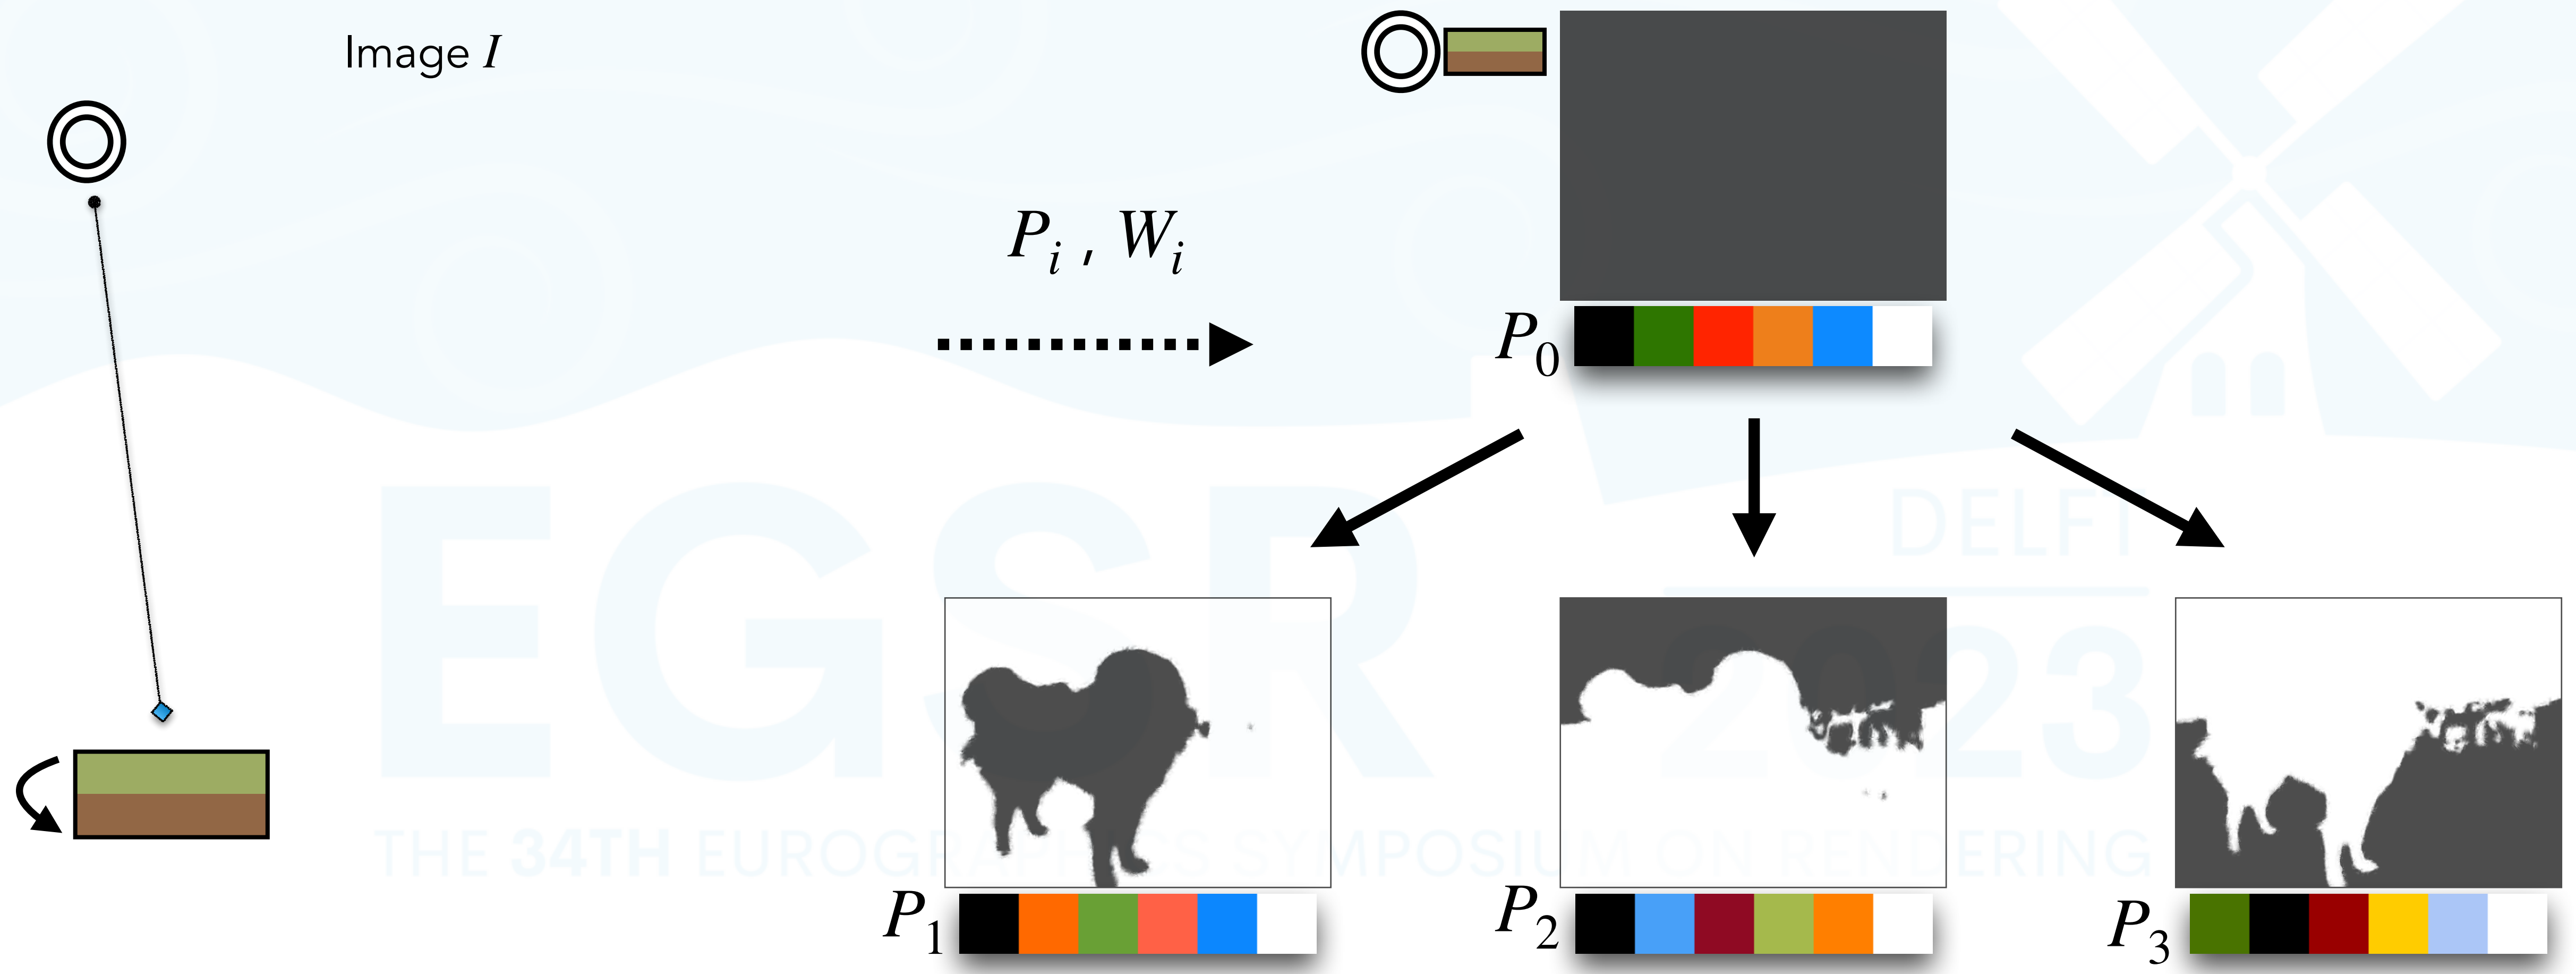 Image I
P_i , W_i
P_0
EGSR
DELFT
2023
THE 34TH EUROGRAPHICS SYMPOSIUM ON RENDERING
P_1
P_2
P_3